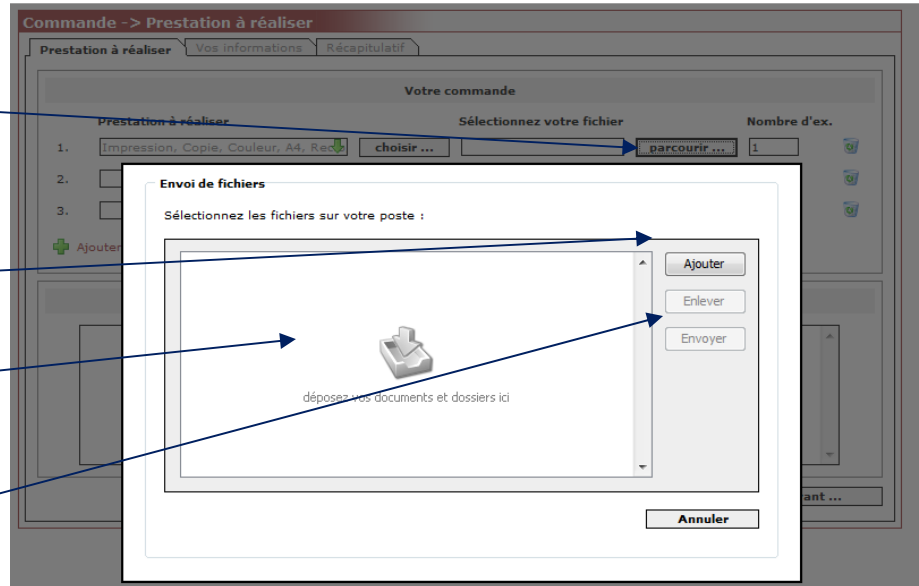 Commande -> Prestation à réaliser
Prestation à réaliser Vos informations Récapitulatif
Votre commande
Prestation à réaliser Sélectionnez votre fichier Nombre d'ex.
1. Impression, Copie, Couleur, A4, Recto choisir ... parcourir ... 1
2.
3.
Ajouter
Envoi de fichiers
Sélectionnez les fichiers sur votre poste :
Ajouter
Enlever
Envoyer
déposez vos documents et dossiers ici
Annuler
ant ...